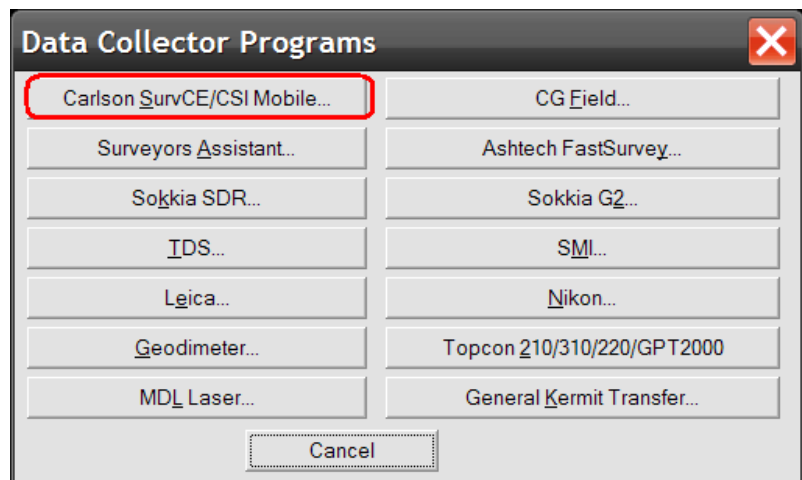 Data Collector Programs
Carlson SurvCE/CSI Mobile...
CG Field...
Surveyors Assistant...
Ashtech FastSurvey...
Sokkia SDR...
Sokkia G2...
TDS...
SMI...
Leica...
Nikon...
Geodimeter...
Topcon 210/310/220/GPT2000
MDL Laser...
General Kermit Transfer...
Cancel